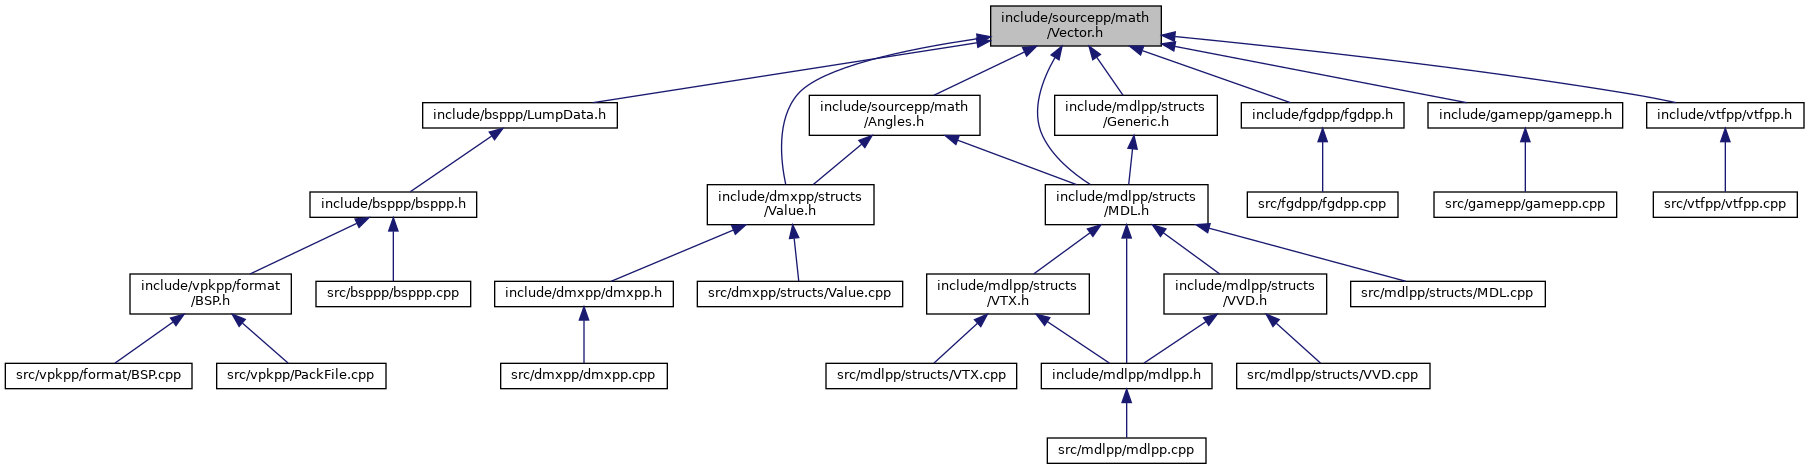 include/sourcepp/math
/Vector.h
include/bsppp/LumpData.h
include/sourcepp/math
/Angles.h
include/mdlpp/structs
/Generic.h
include/fgdpp/fgdpp.h
include/gamepp/gamepp.h
include/vtfpp/vtfpp.h
include/bsppp/bsppp.h
include/dmxpp/structs
/Value.h
include/mdlpp/structs
/MDL.h
src/fgdpp/fgdpp.cpp
src/gamepp/gamepp.cpp
src/vtfpp/vtfpp.cpp
include/vpkpp/format
/BSP.h
src/bsppp/bsppp.cpp
include/dmxpp/dmxpp.h
src/dmxpp/structs/Value.cpp
include/mdlpp/structs
/VTX.h
include/mdlpp/structs
/VVD.h
src/mdlpp/structs/MDL.cpp
src/vpkpp/format/BSP.cpp
src/vpkpp/PackFile.cpp
src/dmxpp/dmxpp.cpp
src/mdlpp/structs/VTX.cpp
include/mdlpp/mdlpp.h
src/mdlpp/structs/VVD.cpp
src/mdlpp/mdlpp.cpp